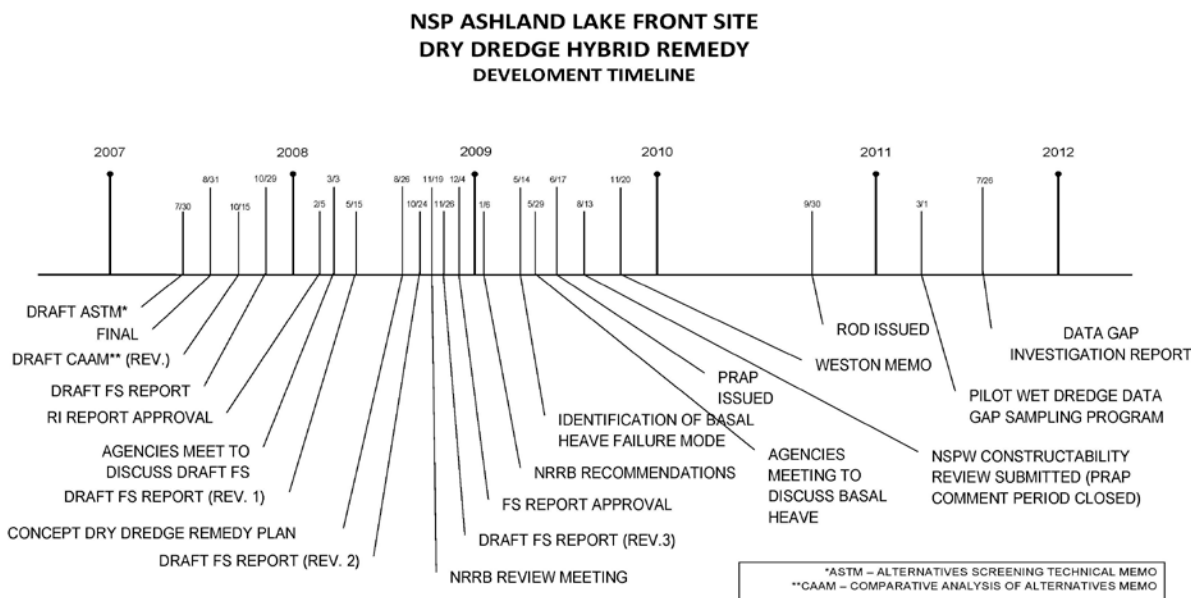 NSP ASHLAND LAKE FRONT SITE
DRY DREDGE HYBRID REMEDY
DEVELOMENT TIMELINE
2007
2008
2009
2010
2011
2012
7/30
8/31
10/15
10/29
2/5
3/3
5/15
8/26
10/24
11/19
11/26
12/4
1/6
5/14
5/29
6/17
8/13
11/20
9/30
3/1
7/26
DRAFT ASTM*
FINAL
DRAFT CAAM** (REV.)
DRAFT FS REPORT
RI REPORT APPROVAL
AGENCIES MEET TO
DISCUSS DRAFT FS
DRAFT FS REPORT (REV. 1)
CONCEPT DRY DREDGE REMEDY PLAN
DRAFT FS REPORT (REV. 2)
NRRB REVIEW MEETING
DRAFT FS REPORT (REV.3)
FS REPORT APPROVAL
NRRB RECOMMENDATIONS
IDENTIFICATION OF BASAL
HEAVE FAILURE MODE
AGENCIES
MEETING TO
DISCUSS BASAL
HEAVE
PRAP
ISSUED
NSPW CONSTRUCTABILITY
REVIEW SUBMITTED (PRAP
COMMENT PERIOD CLOSED)
WESTON MEMO
ROD ISSUED
PILOT WET DREDGE DATA
GAP SAMPLING PROGRAM
DATA GAP
INVESTIGATION REPORT
*ASTM – ALTERNATIVES SCREENING TECHNICAL MEMO
**CAAM – COMPARATIVE ANALYSIS OF ALTERNATIVES MEMO